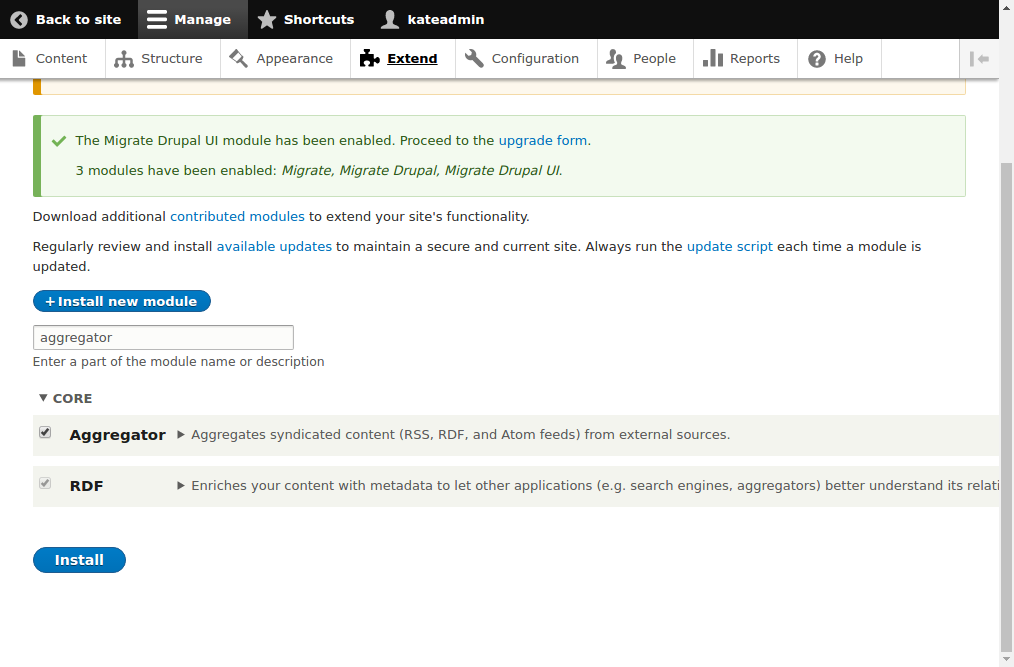 Back to site Manage Shortcuts kateadmin
Content Structure Appearance Extend Configuration People Reports Help
The Migrate Drupal UI module has been enabled. Proceed to the upgrade form.
3 modules have been enabled: Migrate, Migrate Drupal, Migrate Drupal UI.
Download additional contributed modules to extend your site's functionality.
Regularly review and install available updates to maintain a secure and current site. Always run the update script each time a module is
updated.
+ Install new module
aggregator
Enter a part of the module name or description
▼ CORE
Aggregator ▶ Aggregates syndicated content (RSS, RDF, and Atom feeds) from external sources.
RDF ▶ Enriches your content with metadata to let other applications (e.g. search engines, aggregators) better understand its relati
Install